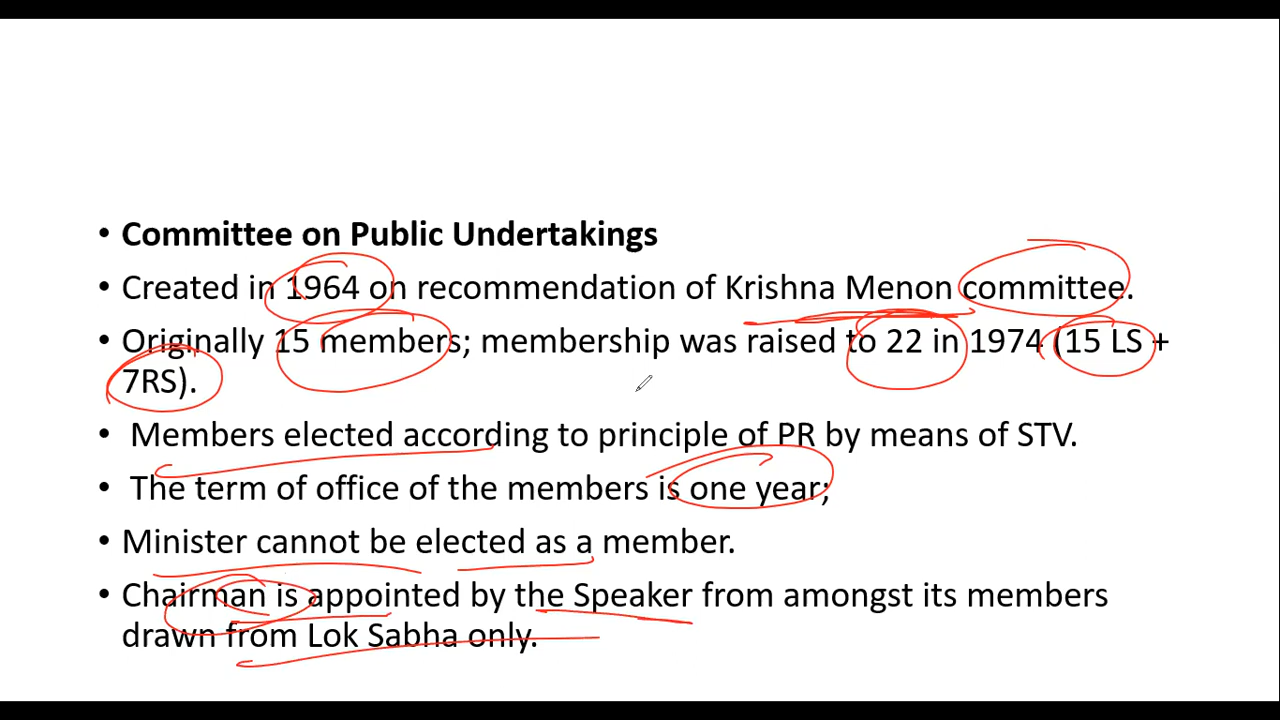 • Committee on Public Undertakings
• Created in 1964 on recommendation of Krishna Menon committee.
• Originally 15 members; membership was raised to 22 in 1974 (15 LS +
7RS).
• Members elected according to principle of PR by means of STV.
• The term of office of the members is one year;
• Minister cannot be elected as a member.
• Chairman is appointed by the Speaker from amongst its members
drawn from Lok Sabha only.